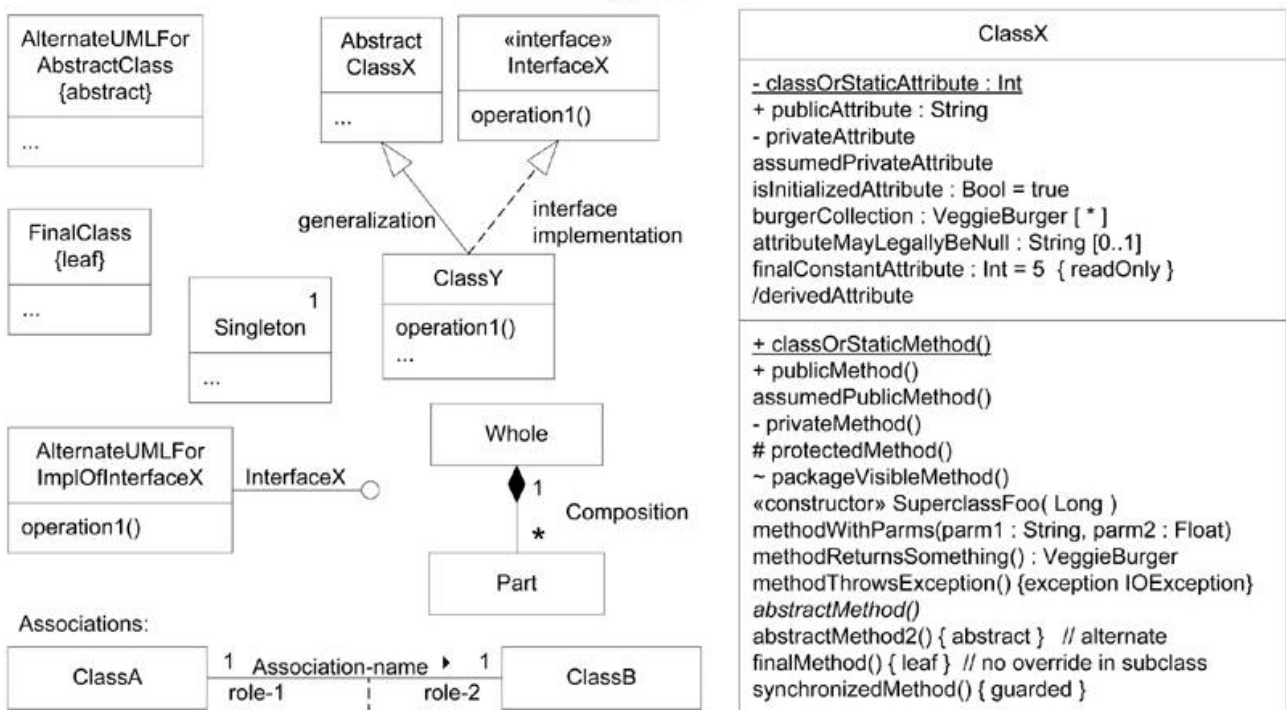 AlternateUMLFor
AbstractClass
{abstract}
...
Abstract
ClassX
...
«interface»
InterfaceX
operation1()
generalization
interface
implementation
FinalClass
{leaf}
...
1
Singleton
...
ClassY
operation1()
...
AlternateUMLFor
ImplOfInterfaceX
operation1()
InterfaceX
Whole
1
Composition
*
Part
Associations:
ClassA
1 Association-name 1
role-1 role-2
ClassB
ClassX
- classOrStaticAttribute : Int
+ publicAttribute : String
- privateAttribute
assumedPrivateAttribute
isInitializedAttribute : Bool = true
burgerCollection : VeggieBurger [ * ]
attributeMayLegallyBeNull : String [0..1]
finalConstantAttribute : Int = 5 { readOnly }
/derivedAttribute
+ classOrStaticMethod()
+ publicMethod()
assumedPublicMethod()
- privateMethod()
# protectedMethod()
~ packageVisibleMethod()
«constructor» SuperclassFoo( Long )
methodWithParms(parm1 : String, parm2 : Float)
methodReturnsSomething() : VeggieBurger
methodThrowsException() {exception IOException}
abstractMethod()
abstractMethod2() { abstract } // alternate
finalMethod() { leaf } // no override in subclass
synchronizedMethod() { guarded }